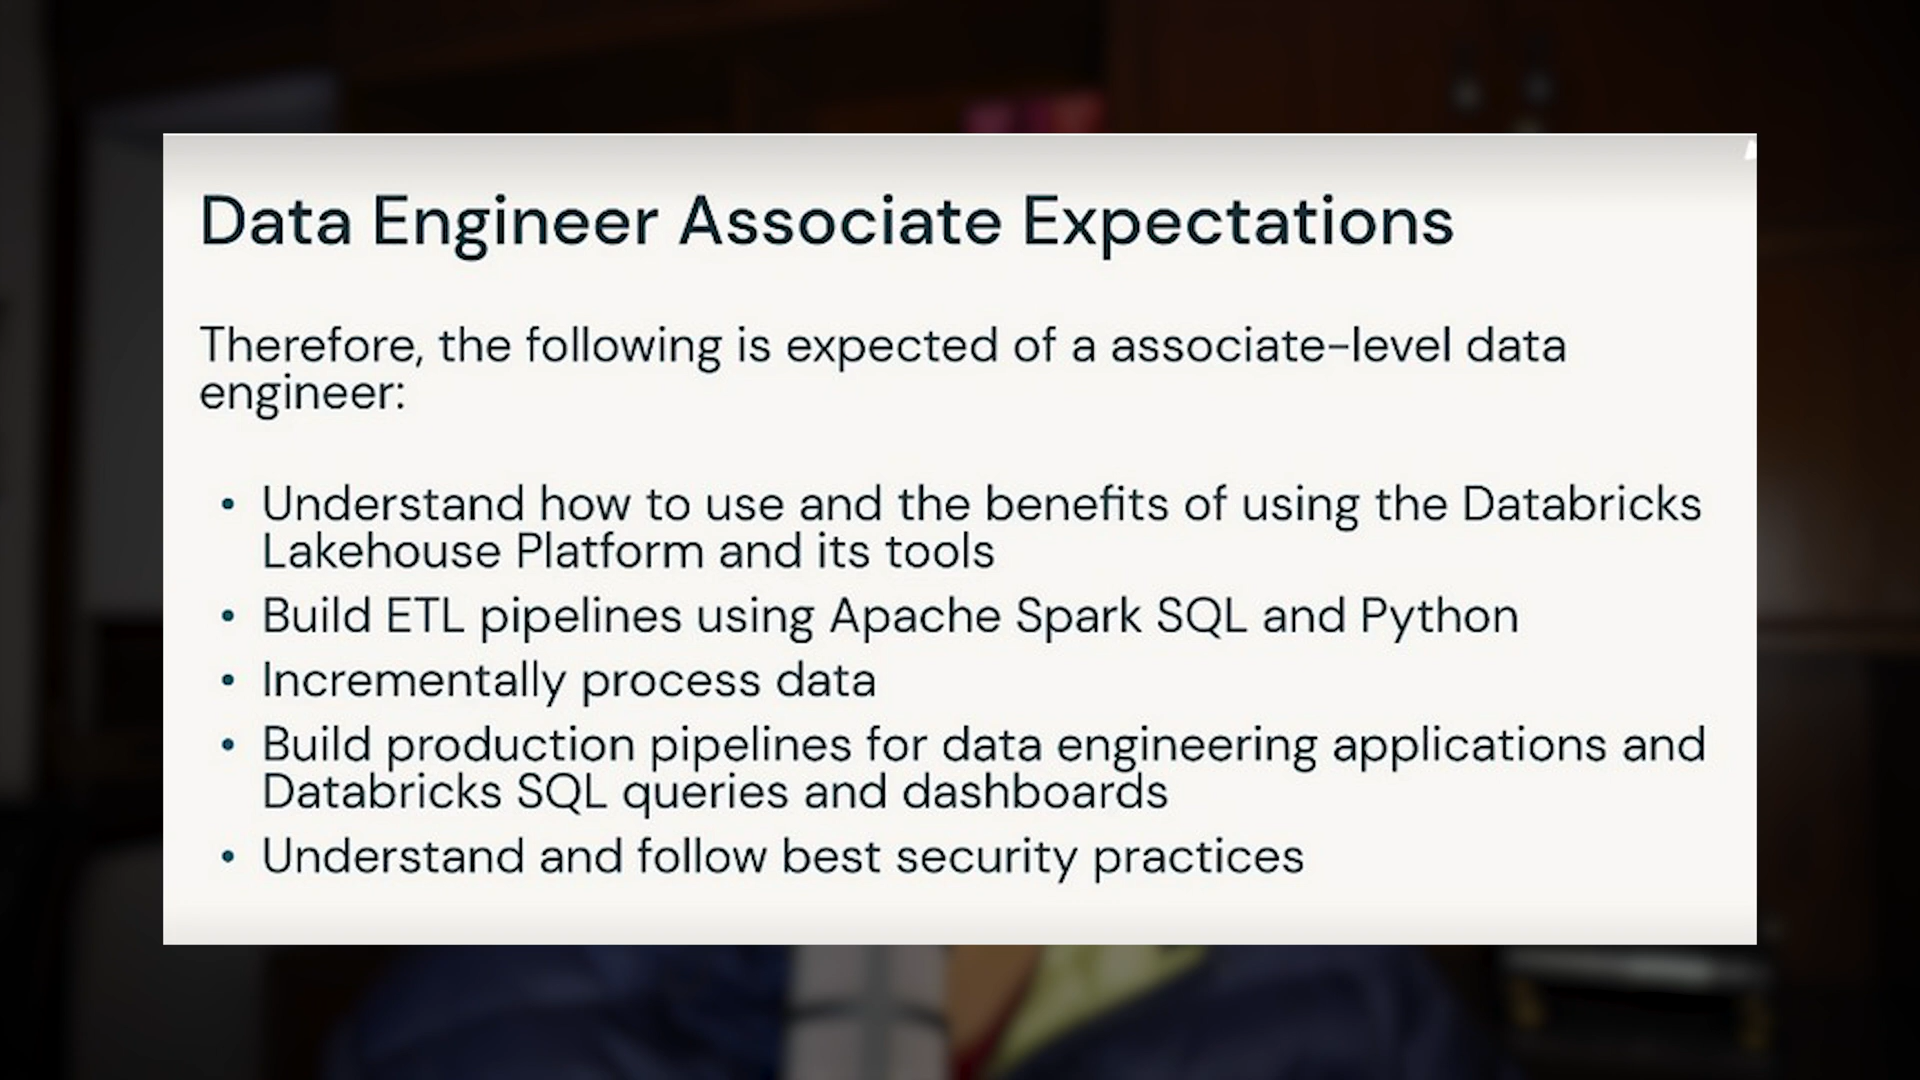 Data Engineer Associate Expectations
Therefore, the following is expected of a associate-level data
engineer:
• Understand how to use and the benefits of using the Databricks
Lakehouse Platform and its tools
• Build ETL pipelines using Apache Spark SQL and Python
• Incrementally process data
• Build production pipelines for data engineering applications and
Databricks SQL queries and dashboards
• Understand and follow best security practices